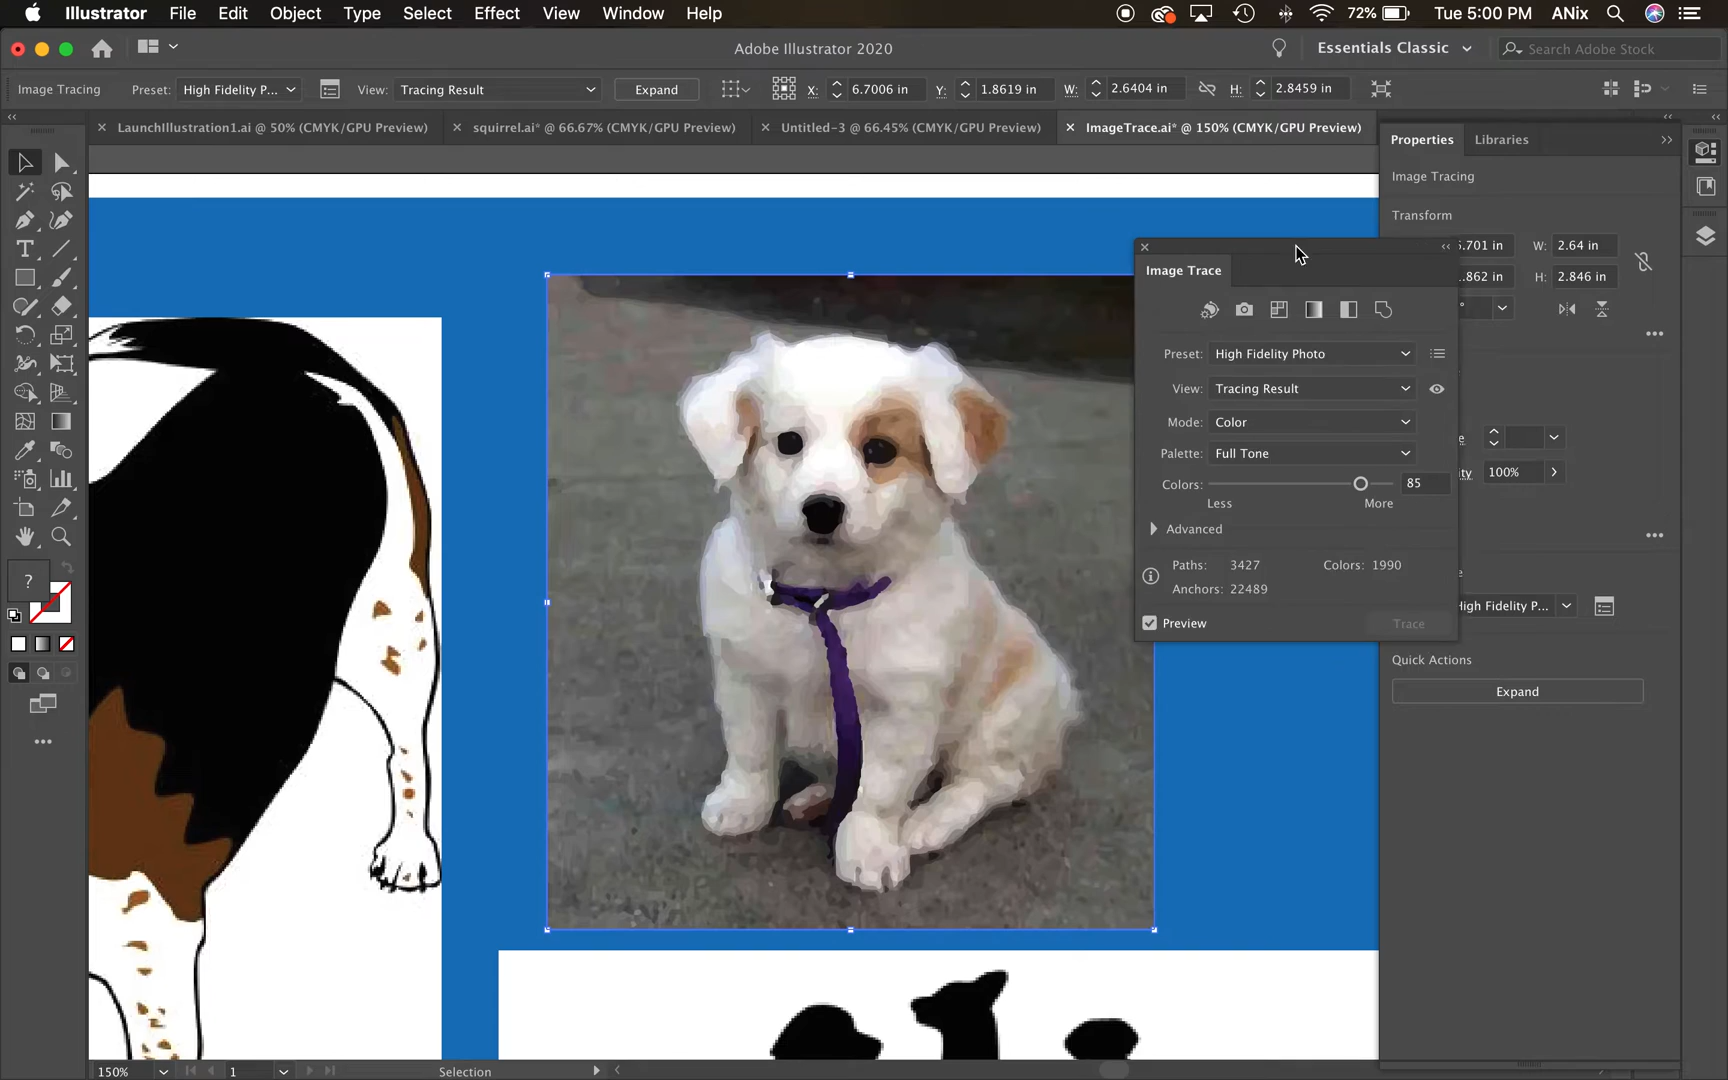 Illustrator File Edit Object Type Select Effect View Window Help 72% Tue 5:00 PM ANix
Adobe Illustrator 2020 Essentials Classic Search Adobe Stock
Image Tracing Preset: High Fidelity P... View: Tracing Result Expand X: 6.7006 in Y: 1.8619 in W: 2.6404 in H: 2.8459 in
LaunchIllustration1.ai @ 50% (CMYK/GPU Preview) squirrel.ai* @ 66.67% (CMYK/GPU Preview) Untitled-3 @ 66.45% (CMYK/GPU Preview) ImageTrace.ai* @ 150% (CMYK/GPU Preview)
Properties Libraries
Image Tracing
Transform
.701 in W: 2.64 in
.862 in H: 2.846 in
°
Image Trace
Preset: High Fidelity Photo
View: Tracing Result
Mode: Color
Palette: Full Tone
Colors: 85
Less More
Advanced
Paths: 3427 Colors: 1990
Anchors: 22489
Preview Trace
100%
High Fidelity P...
Quick Actions
Expand
?
150% 1 Selection